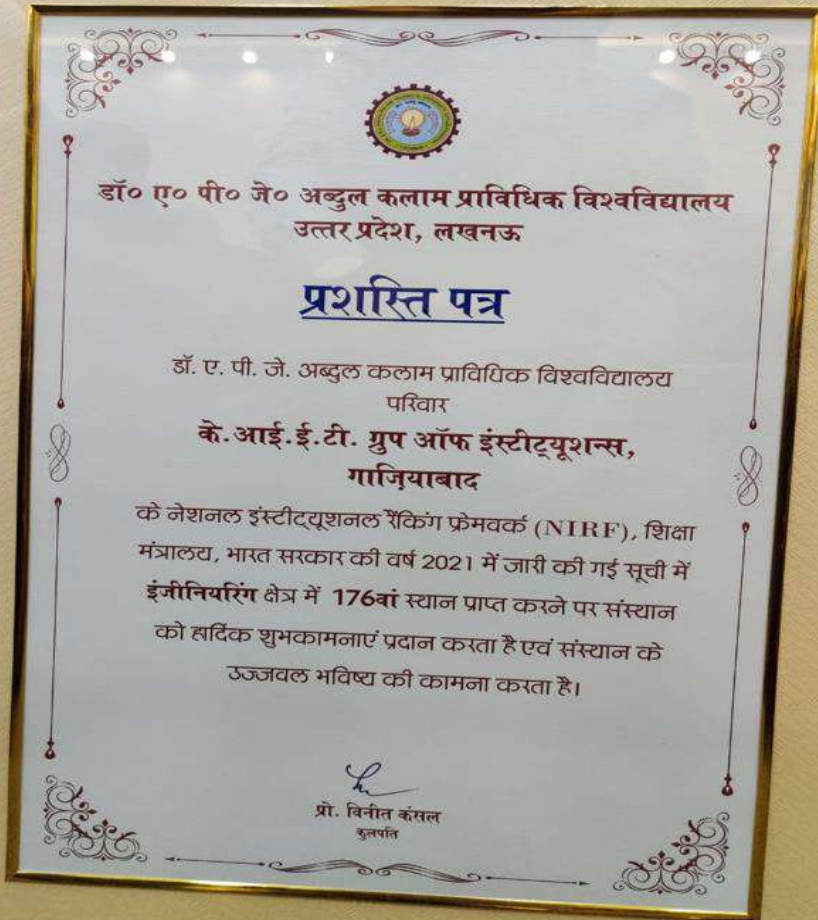 डॉ० ए० पी० जे० अब्दुल कलाम प्राविधिक विश्वविद्यालय
उत्तर प्रदेश, लखनऊ
प्रशस्ति पत्र
डॉ. ए. पी. जे. अब्दुल कलाम प्राविधिक विश्वविद्यालय
परिवार
के.आई.ई.टी. ग्रुप ऑफ इंस्टीट्यूशन्स,
गाज़ियाबाद
के नेशनल इंस्टीट्यूशनल रैंकिंग फ्रेमवर्क (NIRF), शिक्षा
मंत्रालय, भारत सरकार की वर्ष 2021 में जारी की गई सूची में
इंजीनियरिंग क्षेत्र में 176वां स्थान प्राप्त करने पर संस्थान
को हार्दिक शुभकामनाएं प्रदान करता है एवं संस्थान के
उज्जवल भविष्य की कामना करता है।
प्रो. विनीत कंसल
कुलपति